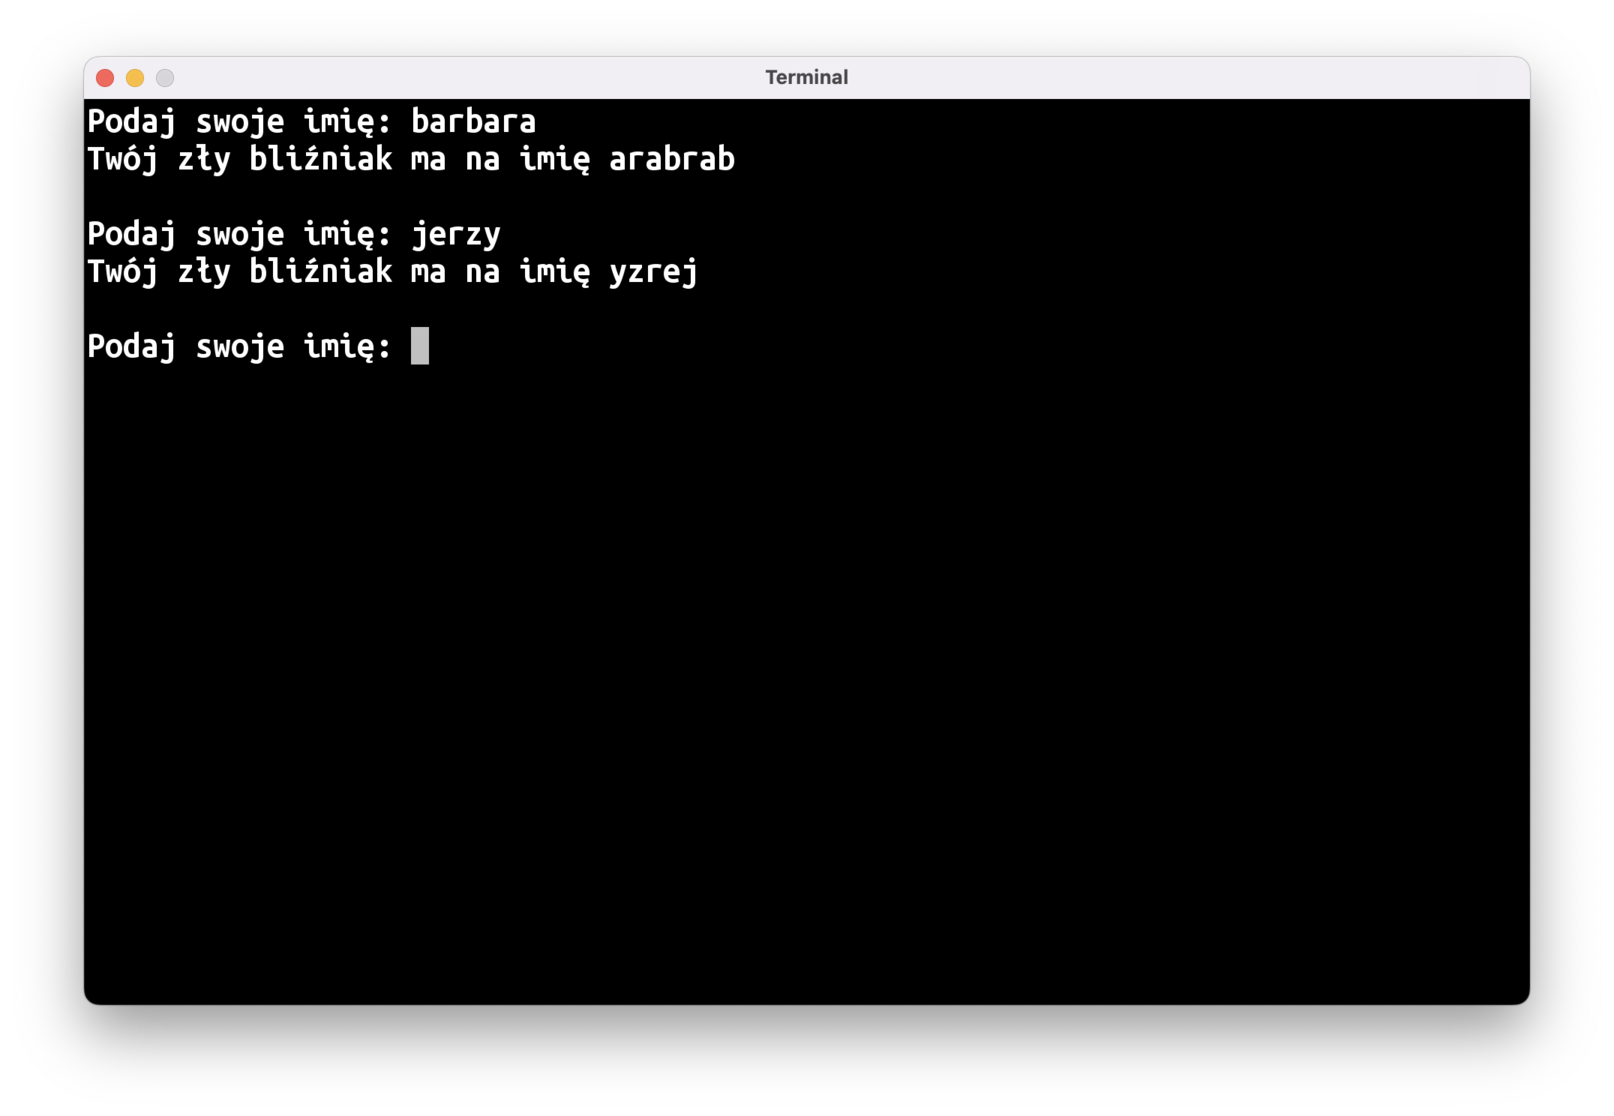 Terminal
Podaj swoje imię: barbara
Twój zły bliźniak ma na imię arabrab
Podaj swoje imię: jerzy
Twój zły bliźniak ma na imię yzrej
Podaj swoje imię: